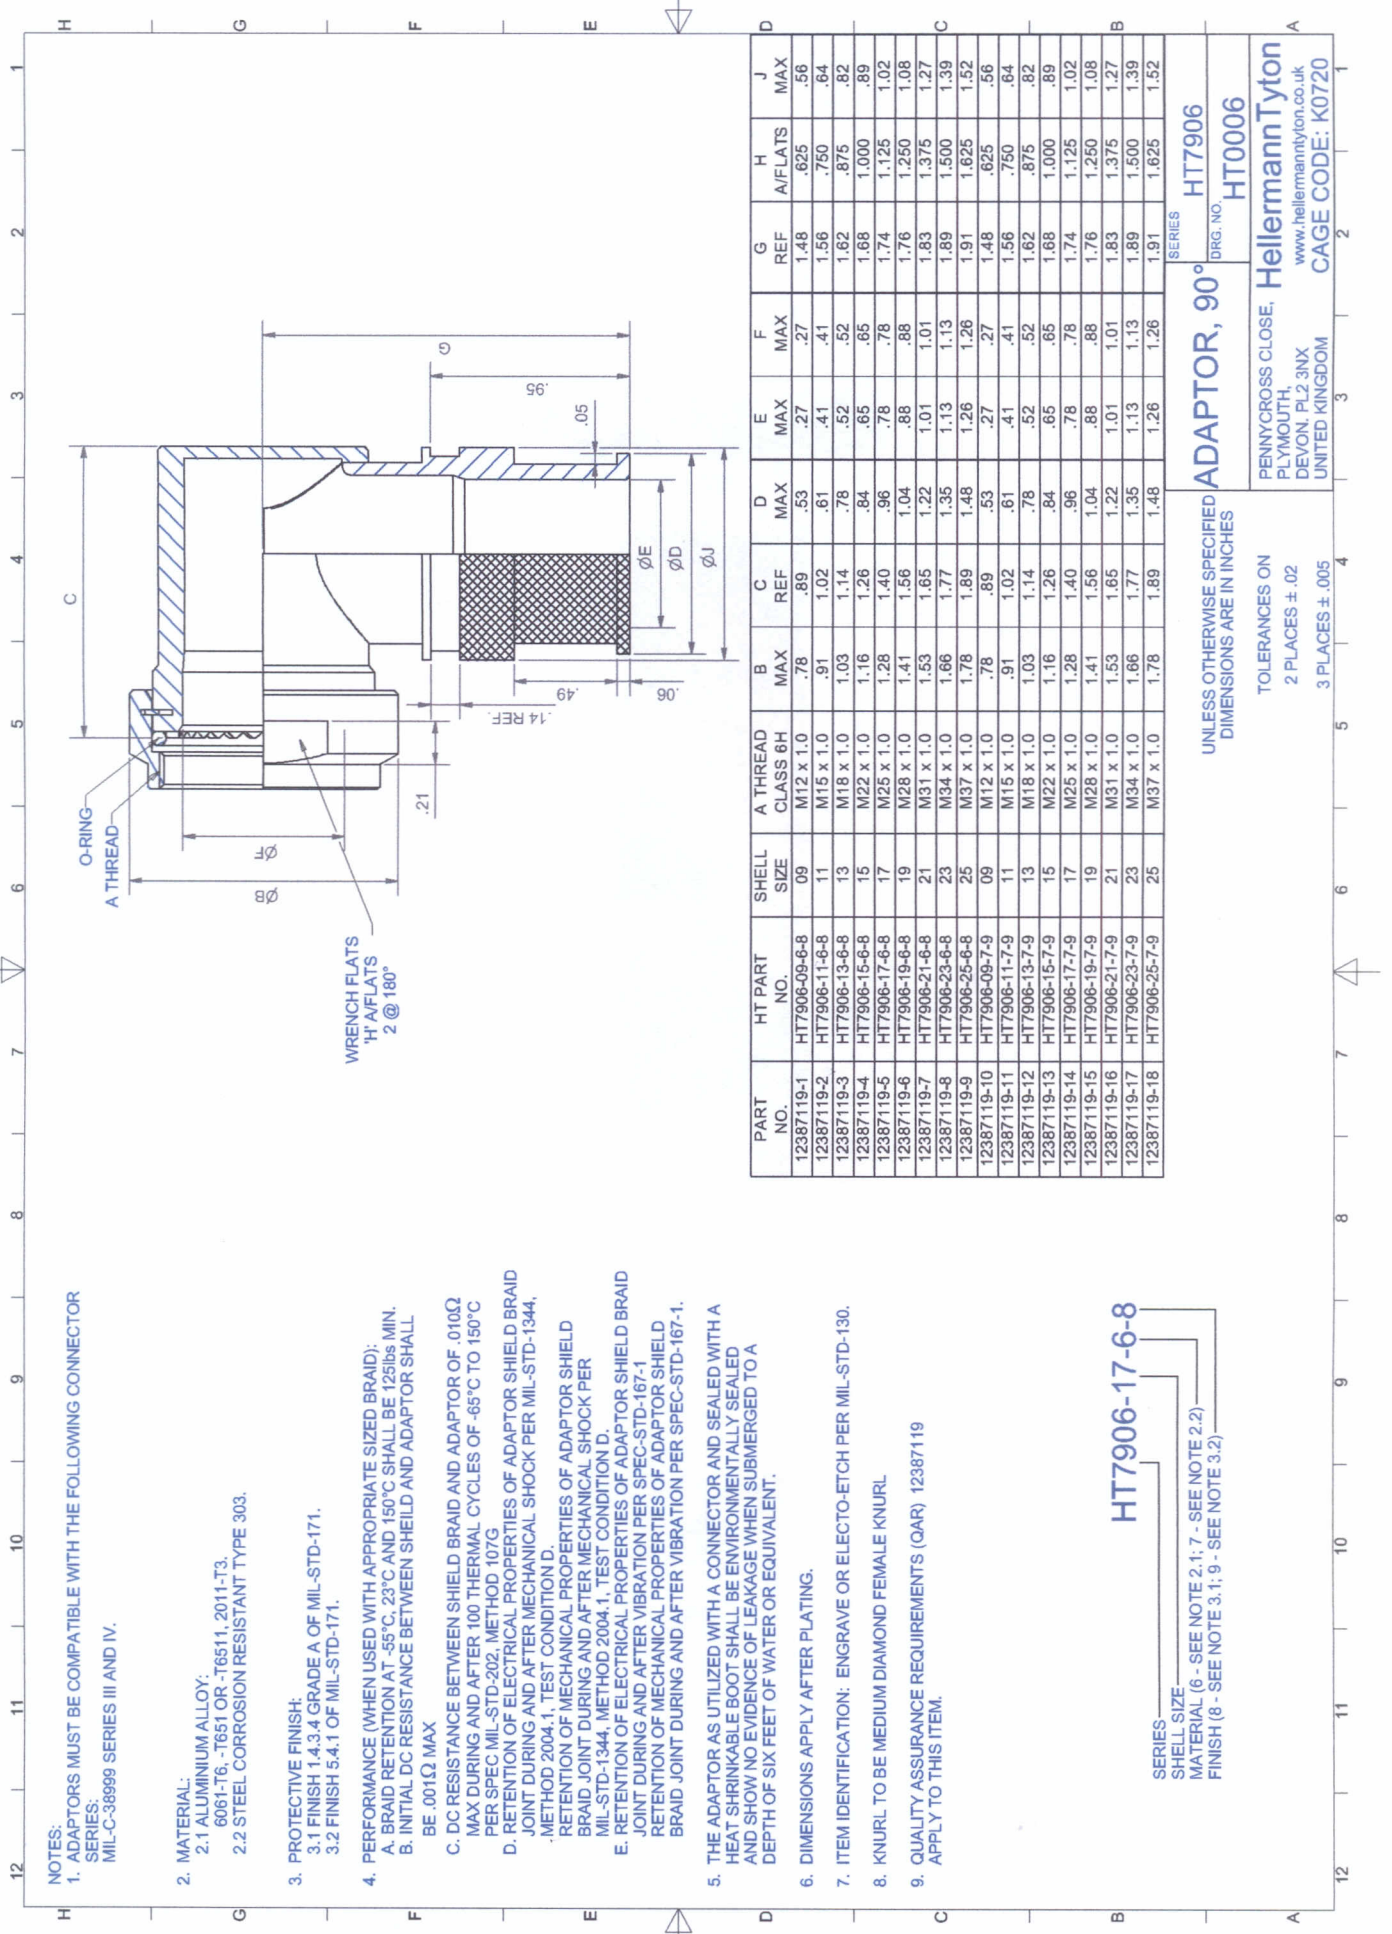 NOTES:
1. ADAPTORS MUST BE COMPATIBLE WITH THE FOLLOWING CONNECTOR
SERIES:
MIL-C-38999 SERIES III AND IV.
2. MATERIAL:
2.1 ALUMINIUM ALLOY:
6061-T6, -T651 OR -T6511, 2011-T3.
2.2 STEEL CORROSION RESISTANT TYPE 303.
3. PROTECTIVE FINISH:
3.1 FINISH 1.4.3.4 GRADE A OF MIL-STD-171.
3.2 FINISH 5.4.1 OF MIL-STD-171.
4. PERFORMANCE (WHEN USED WITH APPROPRIATE SIZED BRAID):
A. BRAID RETENTION AT -55°C, 23°C AND 150°C SHALL BE 125lbs MIN.
B. INITIAL DC RESISTANCE BETWEEN SHEILD AND ADAPTOR SHALL
BE .001Ω MAX
C. DC RESISTANCE BETWEEN SHIELD BRAID AND ADAPTOR OF .010Ω
MAX DURING AND AFTER 100 THERMAL CYCLES OF -65°C TO 150°C
PER SPEC MIL-STD-202, METHOD 107G
D. RETENTION OF ELECTRICAL PROPERTIES OF ADAPTOR SHIELD BRAID
JOINT DURING AND AFTER MECHANICAL SHOCK PER MIL-STD-1344,
METHOD 2004.1, TEST CONDITION D.
RETENTION OF MECHANICAL PROPERTIES OF ADAPTOR SHIELD
BRAID JOINT DURING AND AFTER MECHANICAL SHOCK PER
MIL-STD-1344, METHOD 2004.1, TEST CONDITION D.
E. RETENTION OF ELECTRICAL PROPERTIES OF ADAPTOR SHIELD BRAID
JOINT DURING AND AFTER VIBRATION PER SPEC-STD-167-1
RETENTION OF MECHANICAL PROPERTIES OF ADAPTOR SHIELD
BRAID JOINT DURING AND AFTER VIBRATION PER SPEC-STD-167-1.
5. THE ADAPTOR AS UTILIZED WITH A CONNECTOR AND SEALED WITH A
HEAT SHRINKABLE BOOT SHALL BE ENVIRONMENTALLY SEALED
AND SHOW NO EVIDENCE OF LEAKAGE WHEN SUBMERGED TO A
DEPTH OF SIX FEET OF WATER OR EQUIVALENT.
6. DIMENSIONS APPLY AFTER PLATING.
7. ITEM IDENTIFICATION: ENGRAVE OR ELECTO-ETCH PER MIL-STD-130.
8. KNURL TO BE MEDIUM DIAMOND FEMALE KNURL
9. QUALITY ASSURANCE REQUIREMENTS (QAR) 12387119
APPLY TO THIS ITEM.
HT7906-17-6-8
SERIES
SHELL SIZE
MATERIAL (6 - SEE NOTE 2.1; 7 - SEE NOTE 2.2)
FINISH (8 - SEE NOTE 3.1; 9 - SEE NOTE 3.2)
O-RING
A THREAD
WRENCH FLATS
'H' A/FLATS
2 @ 180°
C
ØB
ØF
.21
.14 REF.
.49
.06
ØE
ØD
ØJ
.05
.95
G
PART NO. HT PART NO. SHELL SIZE A THREAD CLASS 6H B MAX C REF D MAX E MAX F MAX G REF H A/FLATS J MAX
12387119-1 HT7906-09-6-8 09 M12 x 1.0 .78 .89 .53 .27 .27 1.48 .625 .56
12387119-2 HT7906-11-6-8 11 M15 x 1.0 .91 1.02 .61 .41 .41 1.56 .750 .64
12387119-3 HT7906-13-6-8 13 M18 x 1.0 1.03 1.14 .78 .52 .52 1.62 .875 .82
12387119-4 HT7906-15-6-8 15 M22 x 1.0 1.16 1.26 .84 .65 .65 1.68 1.000 .89
12387119-5 HT7906-17-6-8 17 M25 x 1.0 1.28 1.40 .96 .78 .78 1.74 1.125 1.02
12387119-6 HT7906-19-6-8 19 M28 x 1.0 1.41 1.56 1.04 .88 .88 1.76 1.250 1.08
12387119-7 HT7906-21-6-8 21 M31 x 1.0 1.53 1.65 1.22 1.01 1.01 1.83 1.375 1.27
12387119-8 HT7906-23-6-8 23 M34 x 1.0 1.66 1.77 1.35 1.13 1.13 1.89 1.500 1.39
12387119-9 HT7906-25-6-8 25 M37 x 1.0 1.78 1.89 1.48 1.26 1.26 1.91 1.625 1.52
12387119-10 HT7906-09-7-9 09 M12 x 1.0 .78 .89 .53 .27 .27 1.48 .625 .56
12387119-11 HT7906-11-7-9 11 M15 x 1.0 .91 1.02 .61 .41 .41 1.56 .750 .64
12387119-12 HT7906-13-7-9 13 M18 x 1.0 1.03 1.14 .78 .52 .52 1.62 .875 .82
12387119-13 HT7906-15-7-9 15 M22 x 1.0 1.16 1.26 .84 .65 .65 1.68 1.000 .89
12387119-14 HT7906-17-7-9 17 M25 x 1.0 1.28 1.40 .96 .78 .78 1.74 1.125 1.02
12387119-15 HT7906-19-7-9 19 M28 x 1.0 1.41 1.56 1.04 .88 .88 1.76 1.250 1.08
12387119-16 HT7906-21-7-9 21 M31 x 1.0 1.53 1.65 1.22 1.01 1.01 1.83 1.375 1.27
12387119-17 HT7906-23-7-9 23 M34 x 1.0 1.66 1.77 1.35 1.13 1.13 1.89 1.500 1.39
12387119-18 HT7906-25-7-9 25 M37 x 1.0 1.78 1.89 1.48 1.26 1.26 1.91 1.625 1.52
UNLESS OTHERWISE SPECIFIED
DIMENSIONS ARE IN INCHES
TOLERANCES ON
2 PLACES ± .02
3 PLACES ± .005
ADAPTOR, 90°
SERIES
HT7906
DRG. NO.
HT0006
PENNYCROSS CLOSE,
PLYMOUTH,
DEVON. PL2 3NX
UNITED KINGDOM
HellermannTyton
www.hellermanntyton.co.uk
CAGE CODE: K0720
12 11 10 9 8 7 6 5 4 3 2 1
H G F E D C B A
12 11 10 9 8 7 6 5 4 3 2 1
H G F E D C B A